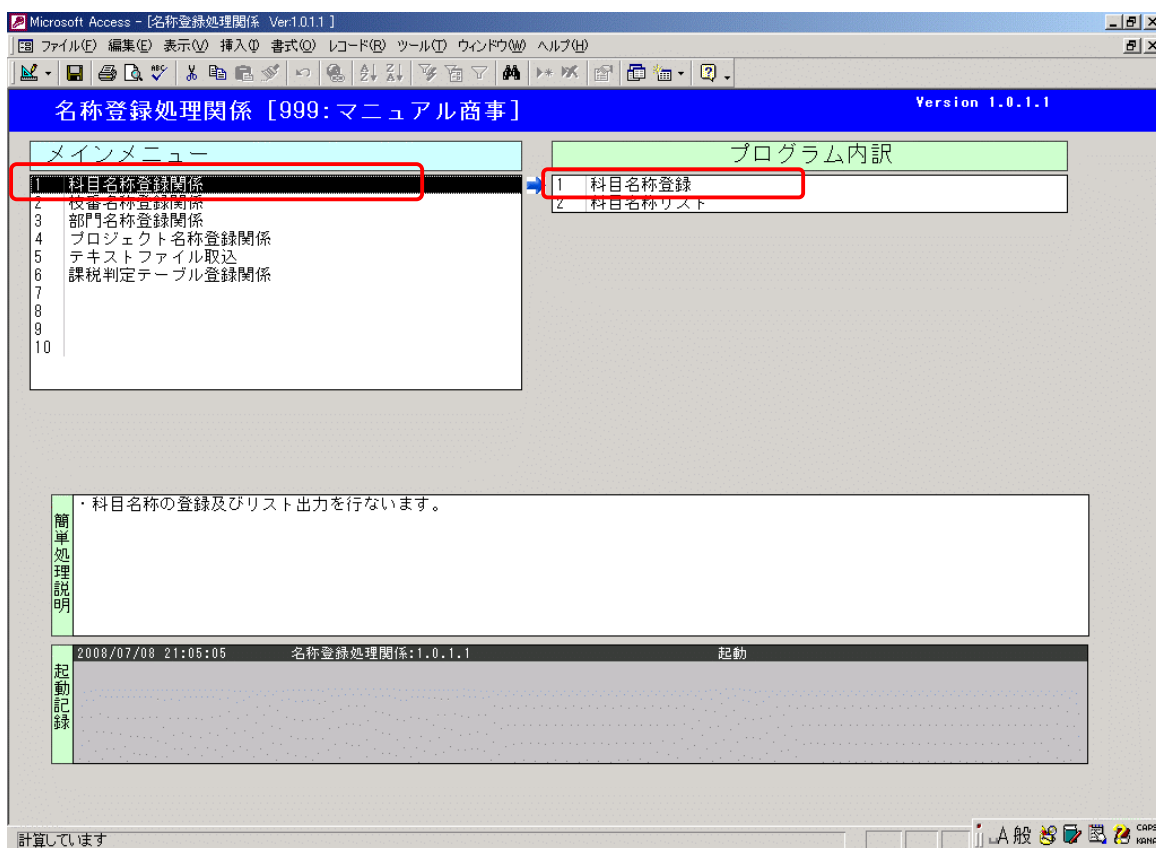 Microsoft Access - [名称登録処理関係 Ver:1.0.1.1 ]
ファイル(F) 編集(E) 表示(V) 挿入(I) 書式(O) レコード(R) ツール(T) ウィンドウ(W) ヘルプ(H)
名称登録処理関係 [999:マニュアル商事]
Version 1.0.1.1
メインメニュー
1 科目名称登録関係
2 枝番名称登録関係
3 部門名称登録関係
4 プロジェクト名称登録関係
5 テキストファイル取込
6 課税判定テーブル登録関係
7
8
9
10
プログラム内訳
1 科目名称登録
2 科目名称リスト
簡単処理説明
・科目名称の登録及びリスト出力を行ないます。
起動記録
2008/07/08 21:05:05 名称登録処理関係:1.0.1.1 起動
計算しています
A 般
CAPS
KANA